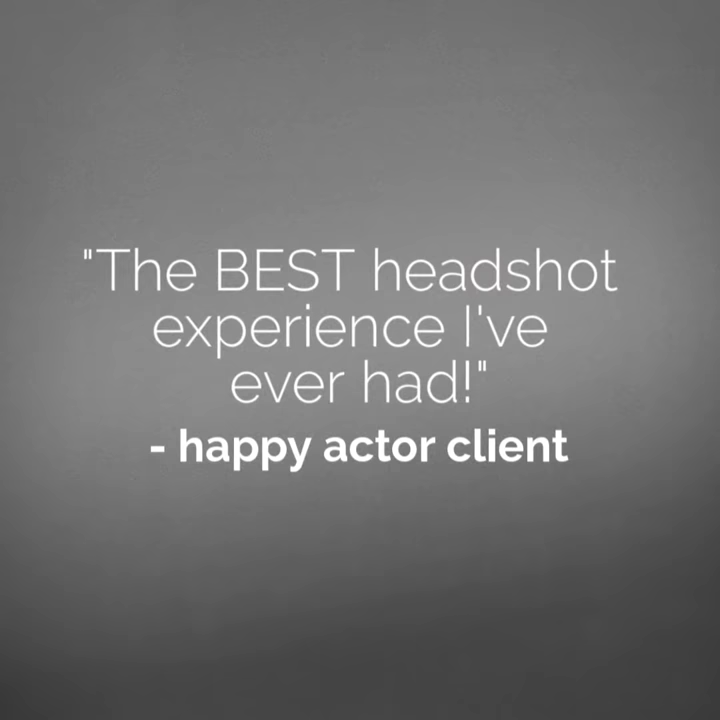 "The BEST headshot
experience I've
ever had!"
- happy actor client